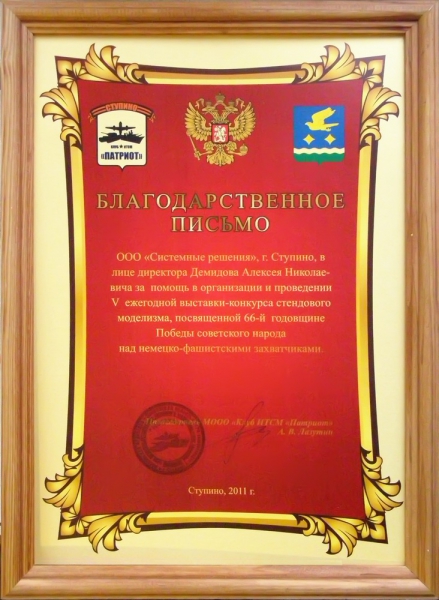 СТУПИНО
КЛУБ ИТСМ
«ПАТРИОТ»
БЛАГОДАРСТВЕННОЕ
ПИСЬМО
ООО «Системные решения», г. Ступино, в
лице директора Демидова Алексея Николае-
вича за помощь в организации и проведении
V ежегодной выставки-конкурса стендового
моделизма, посвященной 66-й годовщине
Победы советского народа
над немецко-фашистскими захватчиками.
МООО «Клуб ИТСМ «Патриот»
А. В. Лазутин
Ступино, 2011 г.